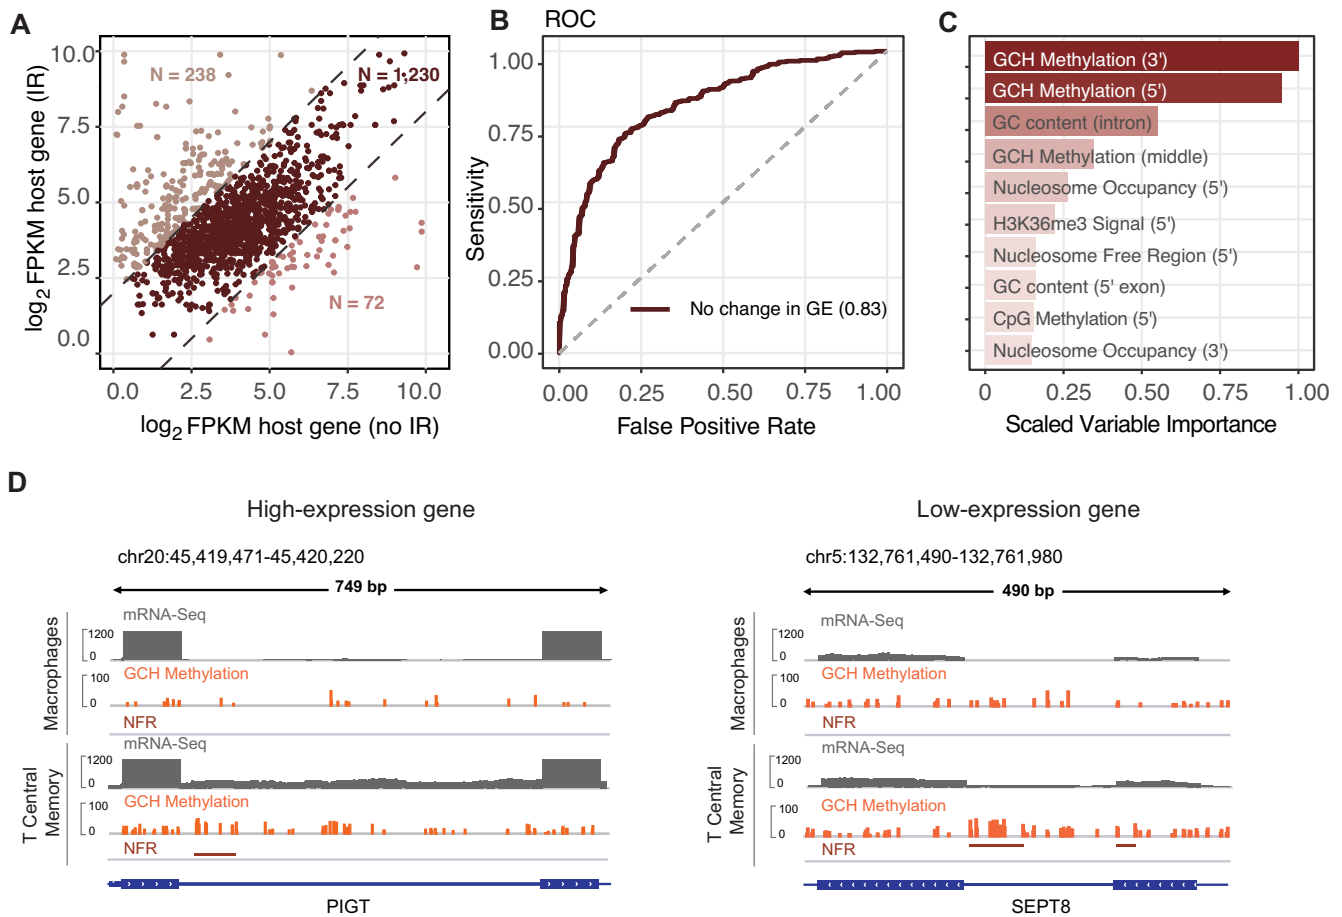 A
log2 FPKM host gene (IR)
10.0
7.5
5.0
2.5
0.0
N = 238
N = 1,230
N = 72
0.0
2.5
5.0
7.5
10.0
log2 FPKM host gene (no IR)
B
ROC
Sensitivity
1.00
0.75
0.50
0.25
0.00
No change in GE (0.83)
0.00
0.25
0.50
0.75
1.00
False Positive Rate
C
GCH Methylation (3')
GCH Methylation (5')
GC content (intron)
GCH Methylation (middle)
Nucleosome Occupancy (5')
H3K36me3 Signal (5')
Nucleosome Free Region (5')
GC content (5' exon)
CpG Methylation (5')
Nucleosome Occupancy (3')
0
0.25
0.50
0.75
1.00
Scaled Variable Importance
D
High-expression gene
chr20:45,419,471-45,420,220
749 bp
Macrophages
mRNA-Seq
1200
0
GCH Methylation
100
0
NFR
T Central Memory
mRNA-Seq
1200
0
GCH Methylation
100
0
NFR
PIGT
Low-expression gene
chr5:132,761,490-132,761,980
490 bp
Macrophages
mRNA-Seq
1200
0
GCH Methylation
100
0
NFR
T Central Memory
mRNA-Seq
1200
0
GCH Methylation
100
0
NFR
SEPT8